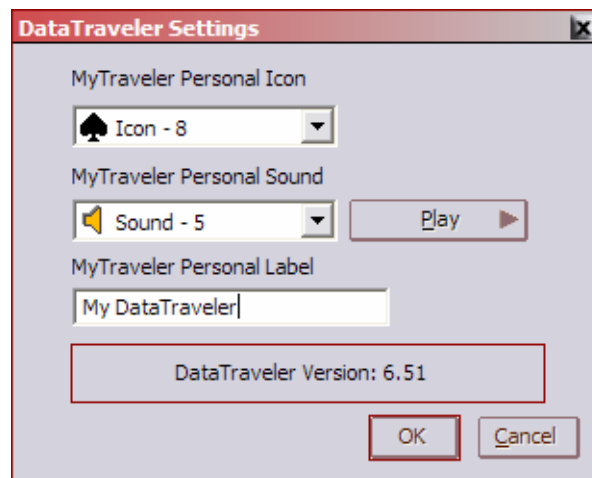 DataTraveler Settings
MyTraveler Personal Icon
Icon - 8
MyTraveler Personal Sound
Sound - 5
Play
MyTraveler Personal Label
My DataTraveler
DataTraveler Version: 6.51
OK
Cancel